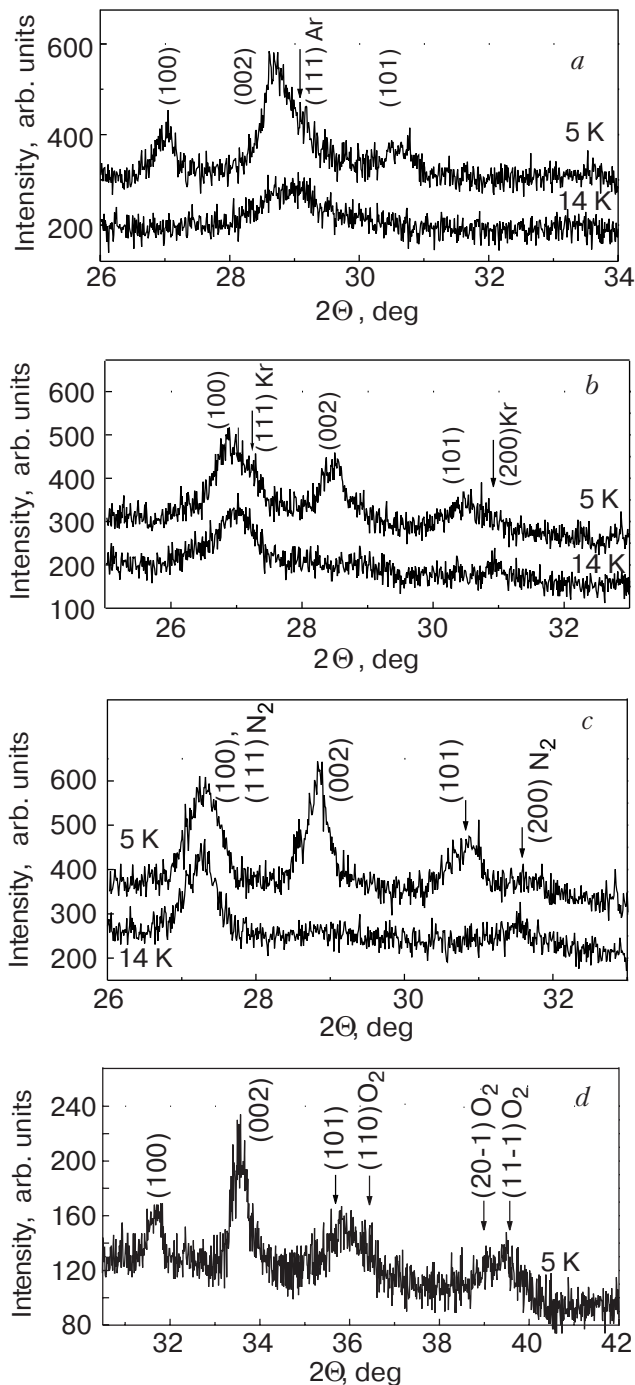 a
Intensity, arb. units
600
400
200
(100)
(002)
(111) Ar
(101)
5 K
14 K
26 28 30 32 34
2Θ, deg
b
Intensity, arb. units
600
500
400
300
200
100
(100)
(111) Kr
(002)
(101)
(200)Kr
5 K
14 K
26 28 30 32
2Θ, deg
c
Intensity, arb. units
600
500
400
300
200
(100),
(111) N₂
(002)
(101)
(200) N₂
5 K
14 K
26 28 30 32
2Θ, deg
d
Intensity, arb. units
240
200
160
120
80
(100)
(002)
(101)
(110)O₂
(20-1)O₂
(11-1)O₂
5 K
32 34 36 38 40 42
2Θ, deg